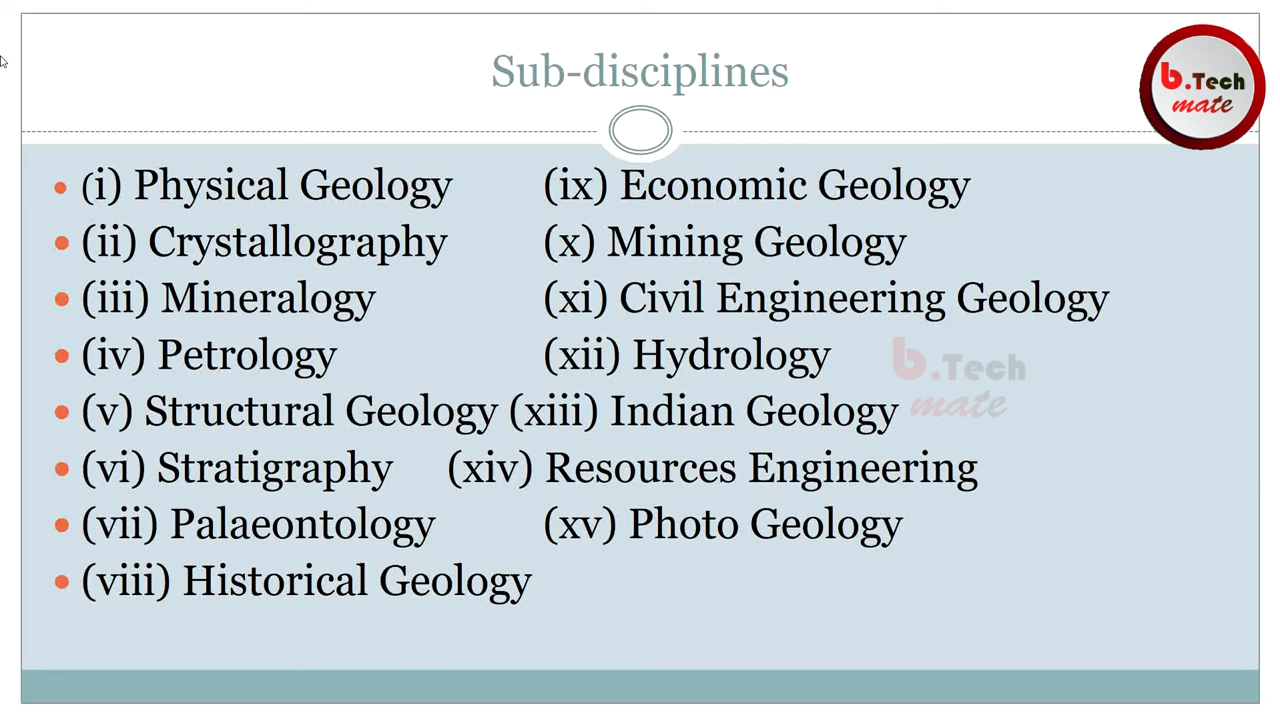 Sub-disciplines
b.Tech
mate
• (i) Physical Geology (ix) Economic Geology
• (ii) Crystallography (x) Mining Geology
• (iii) Mineralogy (xi) Civil Engineering Geology
• (iv) Petrology (xii) Hydrology
• (v) Structural Geology (xiii) Indian Geology
• (vi) Stratigraphy (xiv) Resources Engineering
• (vii) Palaeontology (xv) Photo Geology
• (viii) Historical Geology
b.Tech
mate